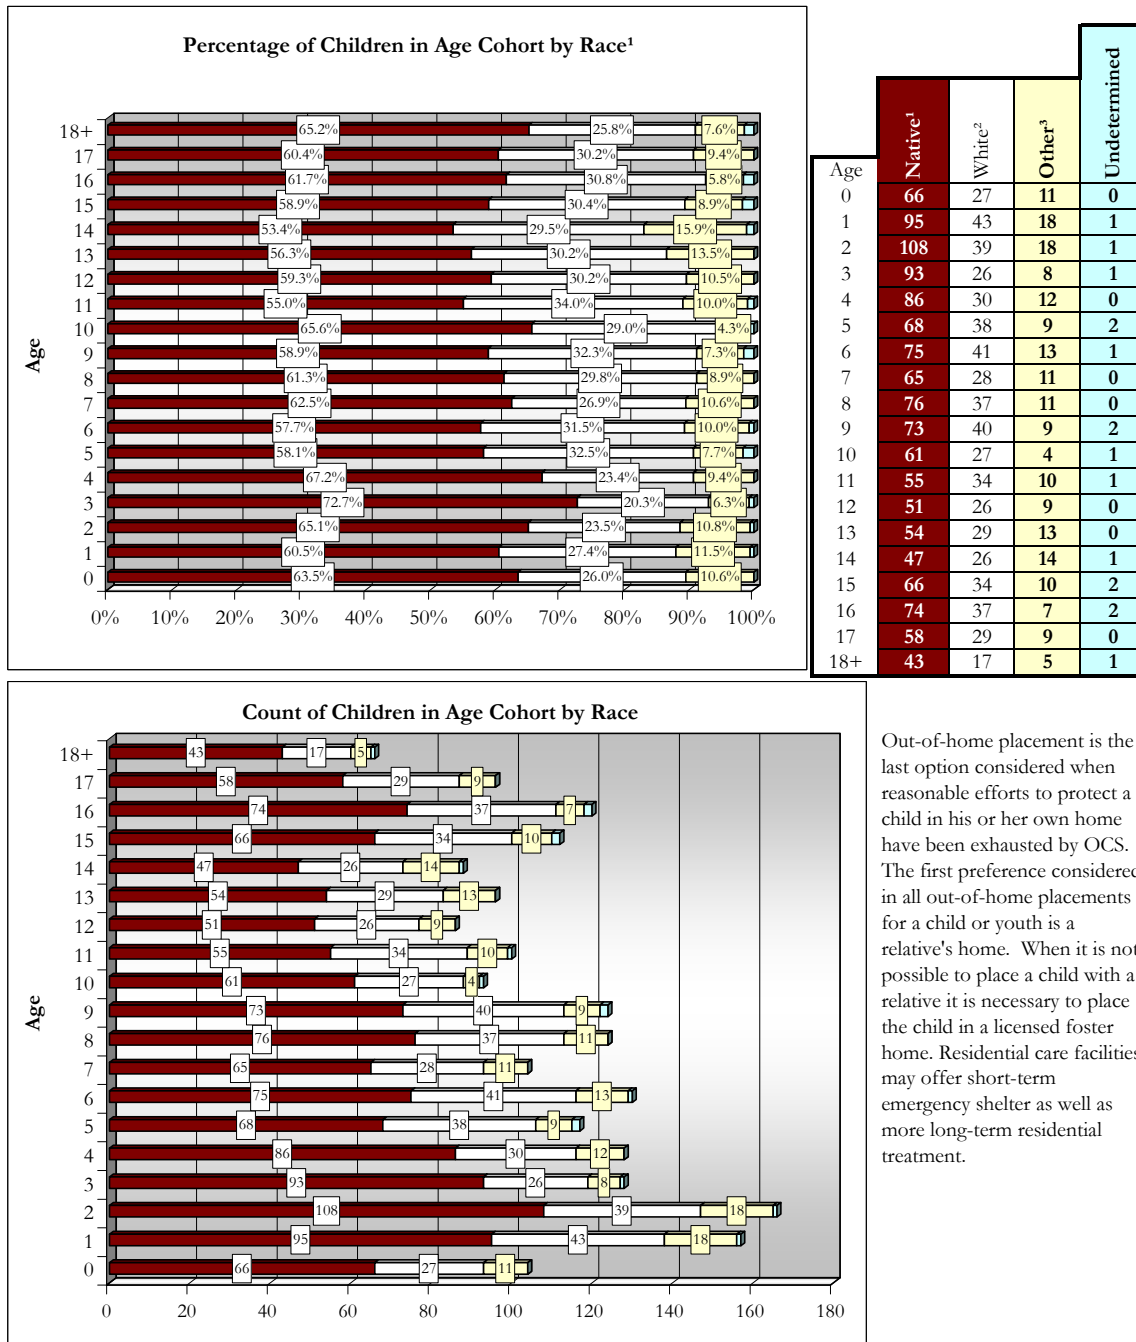 Percentage of Children in Age Cohort by Race¹
Age
18+ 65.2% 25.8% 7.6%
17 60.4% 30.2% 9.4%
16 61.7% 30.8% 5.8%
15 58.9% 30.4% 8.9%
14 53.4% 29.5% 15.9%
13 56.3% 30.2% 13.5%
12 59.3% 30.2% 10.5%
11 55.0% 34.0% 10.0%
10 65.6% 29.0% 4.3%
9 58.9% 32.3% 7.3%
8 61.3% 29.8% 8.9%
7 62.5% 26.9% 10.6%
6 57.7% 31.5% 10.0%
5 58.1% 32.5% 7.7%
4 67.2% 23.4% 9.4%
3 72.7% 20.3% 6.3%
2 65.1% 23.5% 10.8%
1 60.5% 27.4% 11.5%
0 63.5% 26.0% 10.6%
0% 10% 20% 30% 40% 50% 60% 70% 80% 90% 100%
Age Native¹ White² Other³ Undetermined
0 66 27 11 0
1 95 43 18 1
2 108 39 18 1
3 93 26 8 1
4 86 30 12 0
5 68 38 9 2
6 75 41 13 1
7 65 28 11 0
8 76 37 11 0
9 73 40 9 2
10 61 27 4 1
11 55 34 10 1
12 51 26 9 0
13 54 29 13 0
14 47 26 14 1
15 66 34 10 2
16 74 37 7 2
17 58 29 9 0
18+ 43 17 5 1
Count of Children in Age Cohort by Race
Age
18+ 43 17 5
17 58 29 9
16 74 37 7
15 66 34 10
14 47 26 14
13 54 29 13
12 51 26 9
11 55 34 10
10 61 27 4
9 73 40 9
8 76 37 11
7 65 28 11
6 75 41 13
5 68 38 9
4 86 30 12
3 93 26 8
2 108 39 18
1 95 43 18
0 66 27 11
0 20 40 60 80 100 120 140 160 180
Out-of-home placement is the
last option considered when
reasonable efforts to protect a
child in his or her own home
have been exhausted by OCS.
The first preference considered
in all out-of-home placements
for a child or youth is a
relative's home. When it is not
possible to place a child with a
relative it is necessary to place
the child in a licensed foster
home. Residential care facilities
may offer short-term
emergency shelter as well as
more long-term residential
treatment.